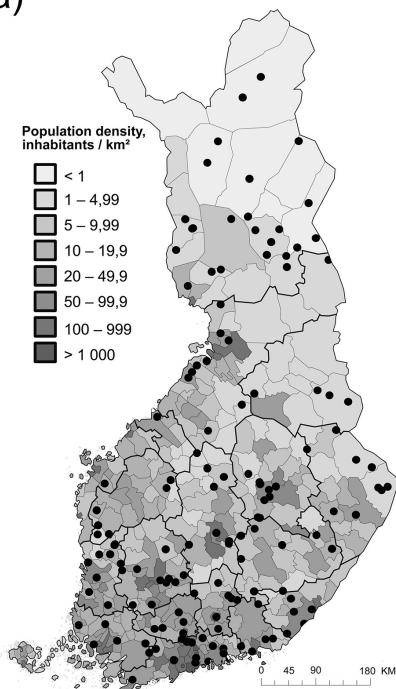 a)
Population density,
inhabitants / km²
< 1
1 – 4,99
5 – 9,99
10 – 19,9
20 – 49,9
50 – 99,9
100 – 999
> 1 000
0 45 90 180 KM